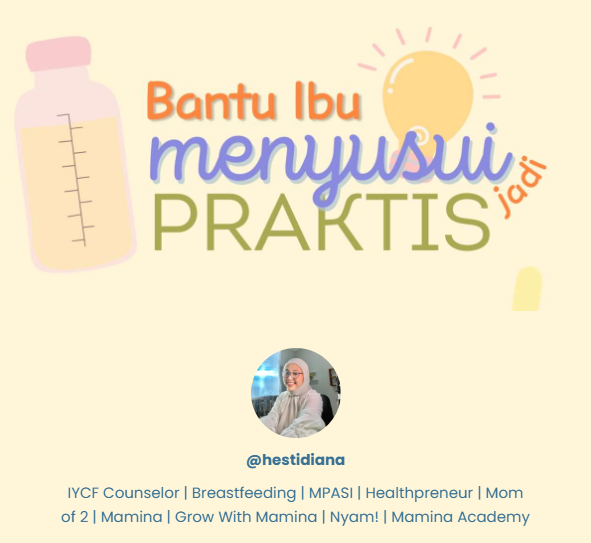 Bantu Ibu
menyusui
jadi
PRAKTIS
@hestidiana
IYCF Counselor | Breastfeeding | MPASI | Healthpreneur | Mom
of 2 | Mamina | Grow With Mamina | Nyam! | Mamina Academy